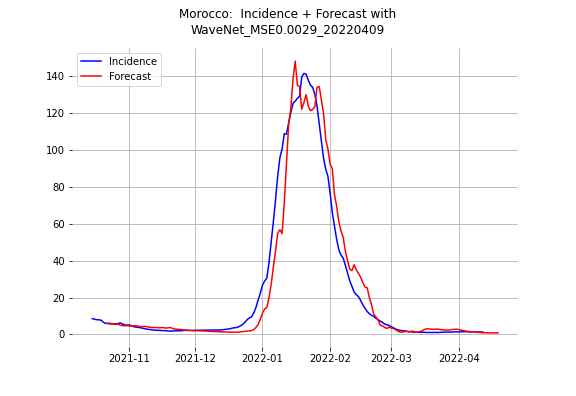 Morocco:  Incidence + Forecast with
WaveNet_MSE0.0029_20220409
Incidence
Forecast
140
120
100
80
60
40
20
0
2021-11 2021-12 2022-01 2022-02 2022-03 2022-04